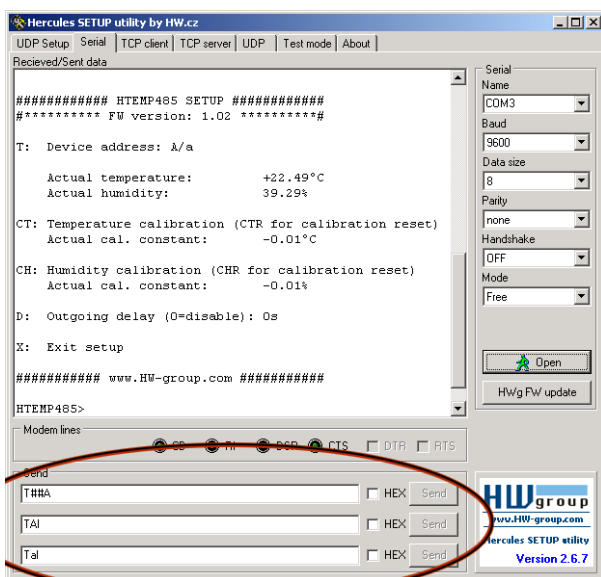 Hercules SETUP utility by HW.cz
UDP Setup Serial TCP client TCP server UDP Test mode About
Recieved/Sent data
############ HTEMP485 SETUP ############
#********** FW version: 1.02 **********#
T: Device address: A/a
Actual temperature: +22.49°C
Actual humidity: 39.29%
CT: Temperature calibration (CTR for calibration reset)
Actual cal. constant: -0.01°C
CH: Humidity calibration (CHR for calibration reset)
Actual cal. constant: -0.01%
D: Outgoing delay (0=disable): 0s
X: Exit setup
########### www.HW-group.com ###########
HTEMP485>
Serial
Name
COM3
Baud
9600
Data size
8
Parity
none
Handshake
OFF
Mode
Free
Open
HWg FW update
Modem lines
CD RI DSR CTS DTR RTS
Send
T##A HEX Send
TAI HEX Send
TaI HEX Send
HWgroup
www.HW-group.com
Hercules SETUP utility
Version 2.6.7